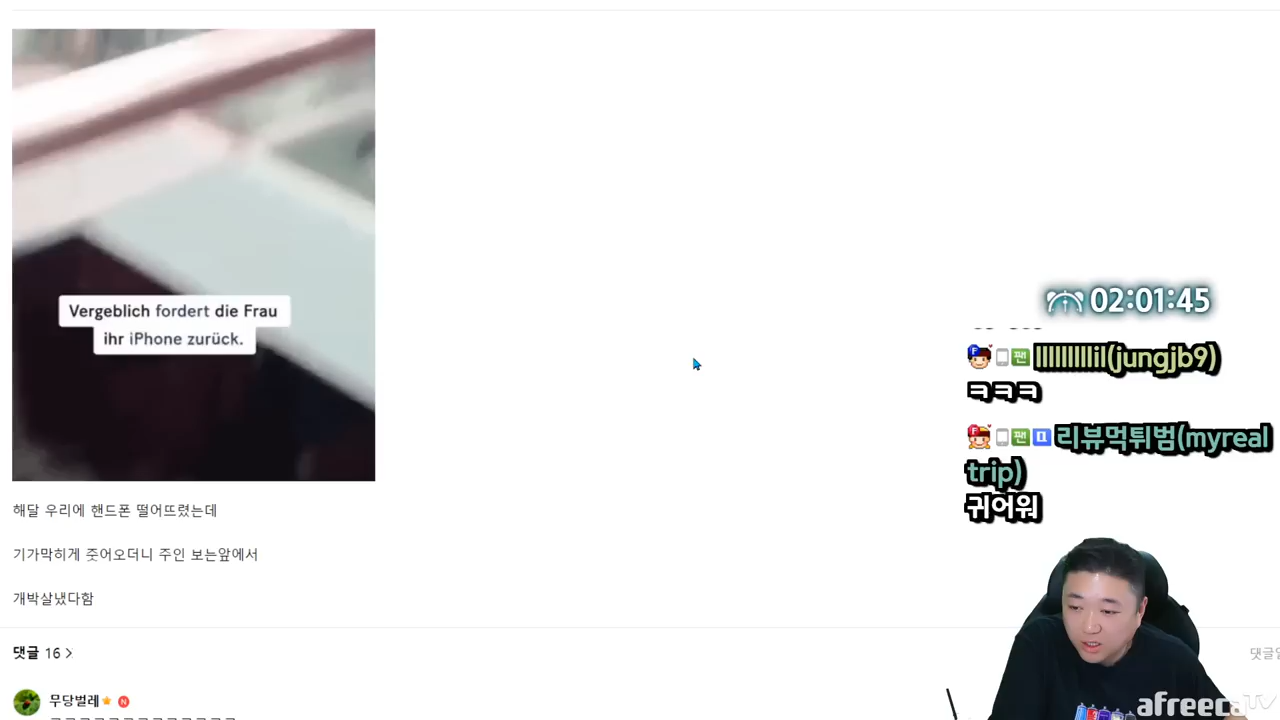 Vergeblich fordert die Frau
ihr iPhone zurück.
02:01:45
llllllllllil(jungjb9)
ㅋㅋㅋ
리뷰먹튀범(myreal
trip)
귀어워
해달 우리에 핸드폰 떨어뜨렸는데
기가막히게 줏어오더니 주인 보는앞에서
개박살냈다함
댓글 16 >
무당벌레
afreecaTV